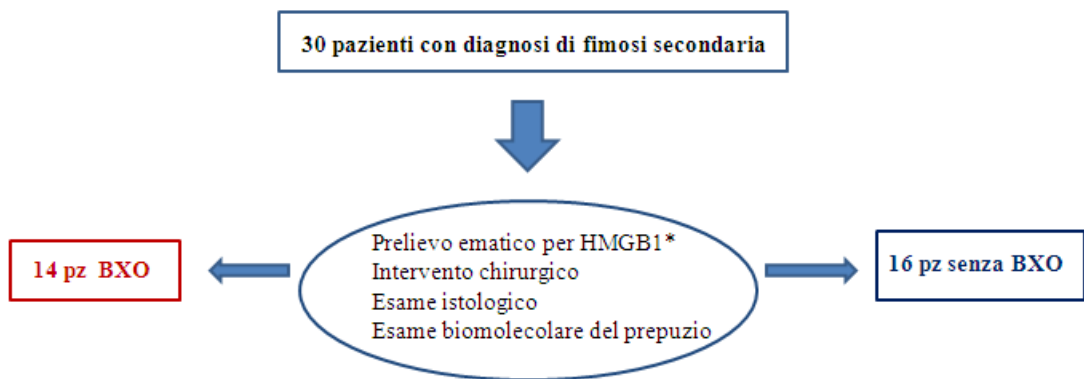 30 pazienti con diagnosi di fimosi secondaria
Prelievo ematico per HMGB1*
Intervento chirurgico
Esame istologico
Esame biomolecolare del prepuzio
14 pz BXO
16 pz senza BXO